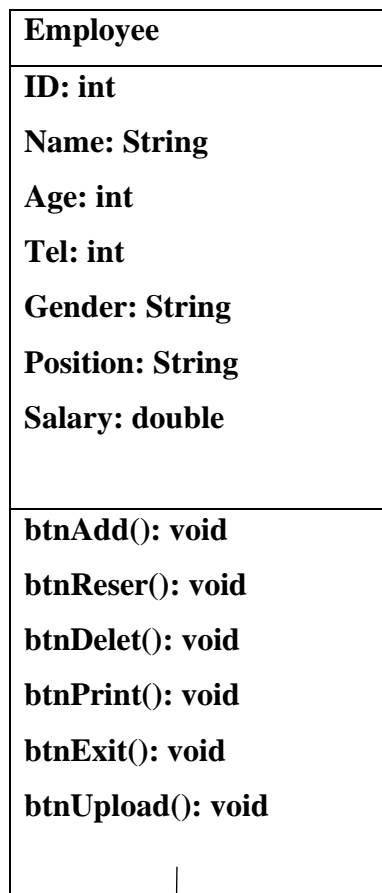 Employee
ID: int
Name: String
Age: int
Tel: int
Gender: String
Position: String
Salary: double
btnAdd(): void
btnReser(): void
btnDelet(): void
btnPrint(): void
btnExit(): void
btnUpload(): void